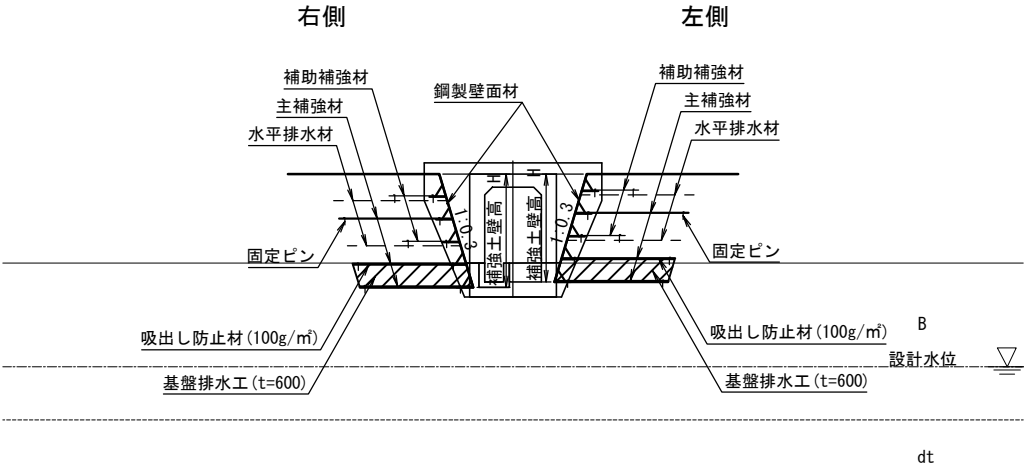 右側
左側
補助補強材
主補強材
水平排水材
鋼製壁面材
補助補強材
主補強材
水平排水材
H
H
1:0.3
1:0.3
補強土壁高
補強土壁高
固定ピン
固定ピン
吸出し防止材(100g/㎡)
吸出し防止材(100g/㎡)
B
設計水位
基盤排水工(t=600)
基盤排水工(t=600)
dt